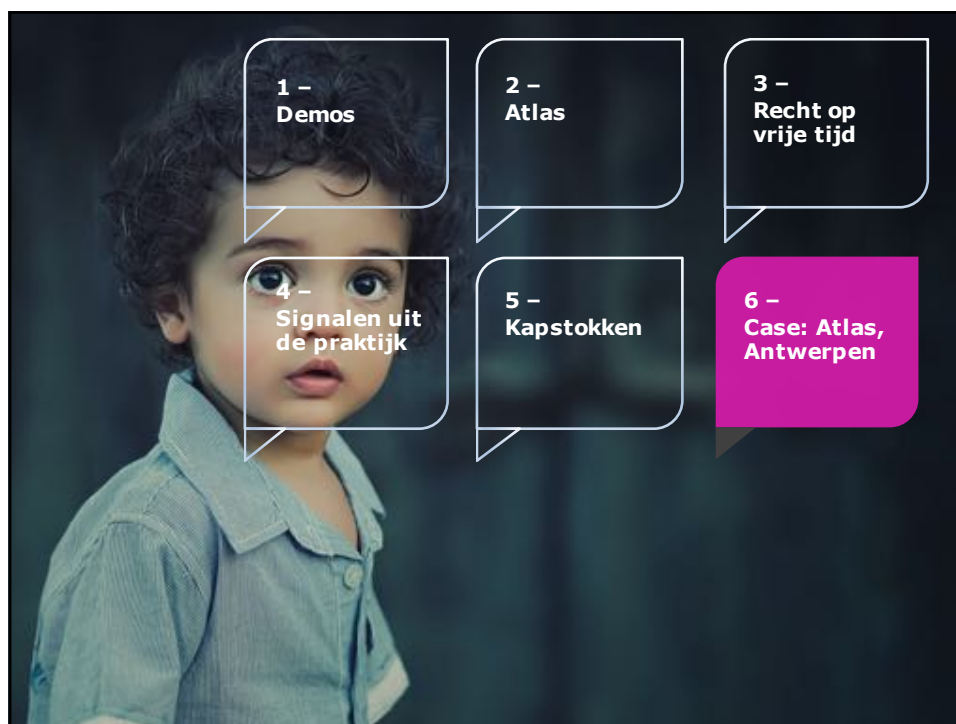 1 –
Demos
2 –
Atlas
3 –
Recht op
vrije tijd
4 –
Signalen uit
de praktijk
5 –
Kapstokken
6 –
Case: Atlas,
Antwerpen